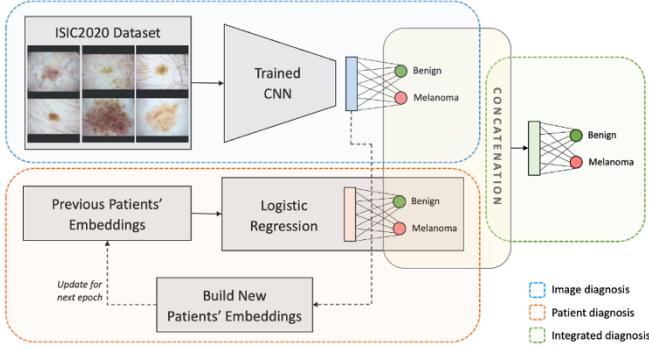 ISIC2020 Dataset
Trained
CNN
Benign
Melanoma
CONCATENATION
Benign
Melanoma
Previous Patients'
Embeddings
Logistic
Regression
Benign
Melanoma
Update for
next epoch
Build New
Patients' Embeddings
Image diagnosis
Patient diagnosis
Integrated diagnosis